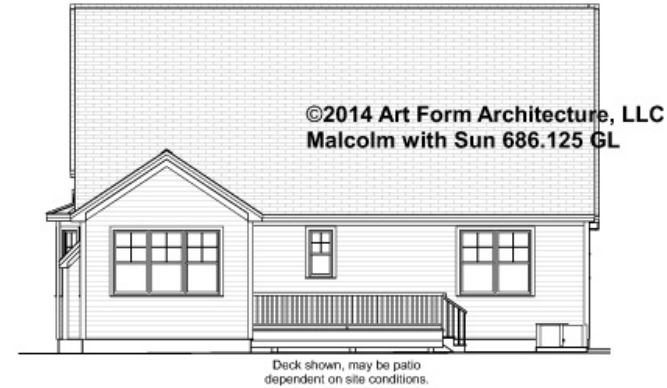 ©2014 Art Form Architecture, LLC
Malcolm with Sun 686.125 GL
Deck shown, may be patio
dependent on site conditions.